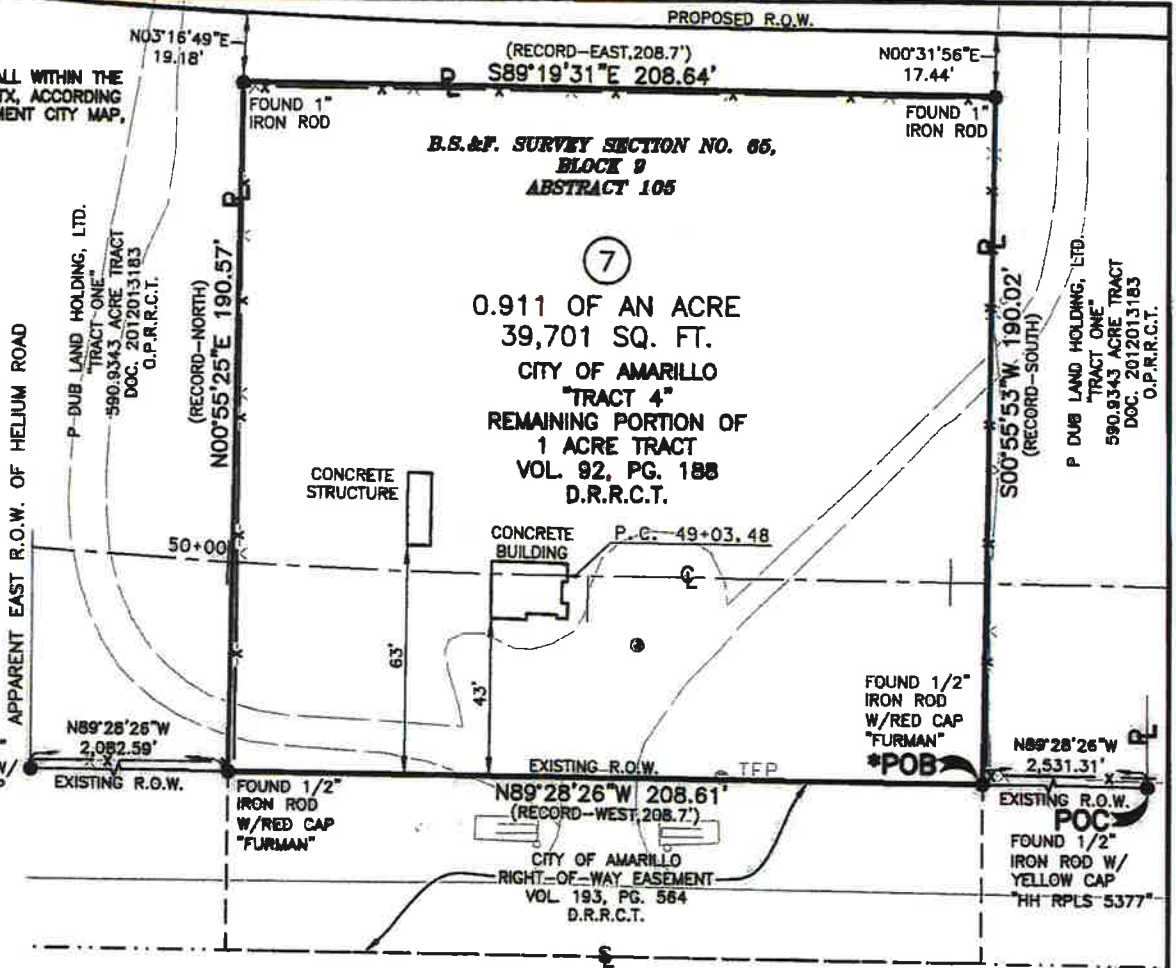 PROPOSED R.O.W.
N03°16'49"E
19.18'
(RECORD-EAST,208.7')
S89°19'31"E 208.64'
N00°31'56"E
17.44'
ALL WITHIN THE
TX, ACCORDING
MENT CITY MAP,
FOUND 1"
IRON ROD
FOUND 1"
IRON ROD
B.S.&F. SURVEY SECTION NO. 65,
BLOCK 9
ABSTRACT 105
7
0.911 OF AN ACRE
39,701 SQ. FT.
CITY OF AMARILLO
"TRACT 4"
REMAINING PORTION OF
1 ACRE TRACT
VOL. 92, PG. 188
D.R.R.C.T.
P DUB LAND HOLDING, LTD.
"TRACT ONE"
590.9343 ACRE TRACT
DOC. 2012013183
O.P.R.R.C.T.
(RECORD-NORTH)
N00°55'25"E 190.57'
S00°55'53"W 190.02'
(RECORD-SOUTH)
P DUB LAND HOLDING, LTD.
"TRACT ONE"
590.9343 ACRE TRACT
DOC. 2012013183
O.P.R.R.C.T.
APPARENT EAST R.O.W. OF HELIUM ROAD
CONCRETE
STRUCTURE
50+00
CONCRETE
BUILDING
P.C. 49+03.48
CL
63'
43'
FOUND 1/2"
IRON ROD
W/RED CAP
"FURMAN"
*POB
N89°28'26"W
2,082.59'
EXISTING R.O.W.
W/
FOUND 1/2"
IRON ROD
W/RED CAP
"FURMAN"
EXISTING R.O.W.
TFP
N89°28'26"W 208.61'
(RECORD-WEST,208.7')
N89°28'26"W
2,531.31'
EXISTING R.O.W.
POC
FOUND 1/2"
IRON ROD W/
YELLOW CAP
"HH RPLS 5377"
CITY OF AMARILLO
RIGHT-OF-WAY EASEMENT
VOL. 193, PG. 564
D.R.R.C.T.
PL
PL
PL
PL
SL